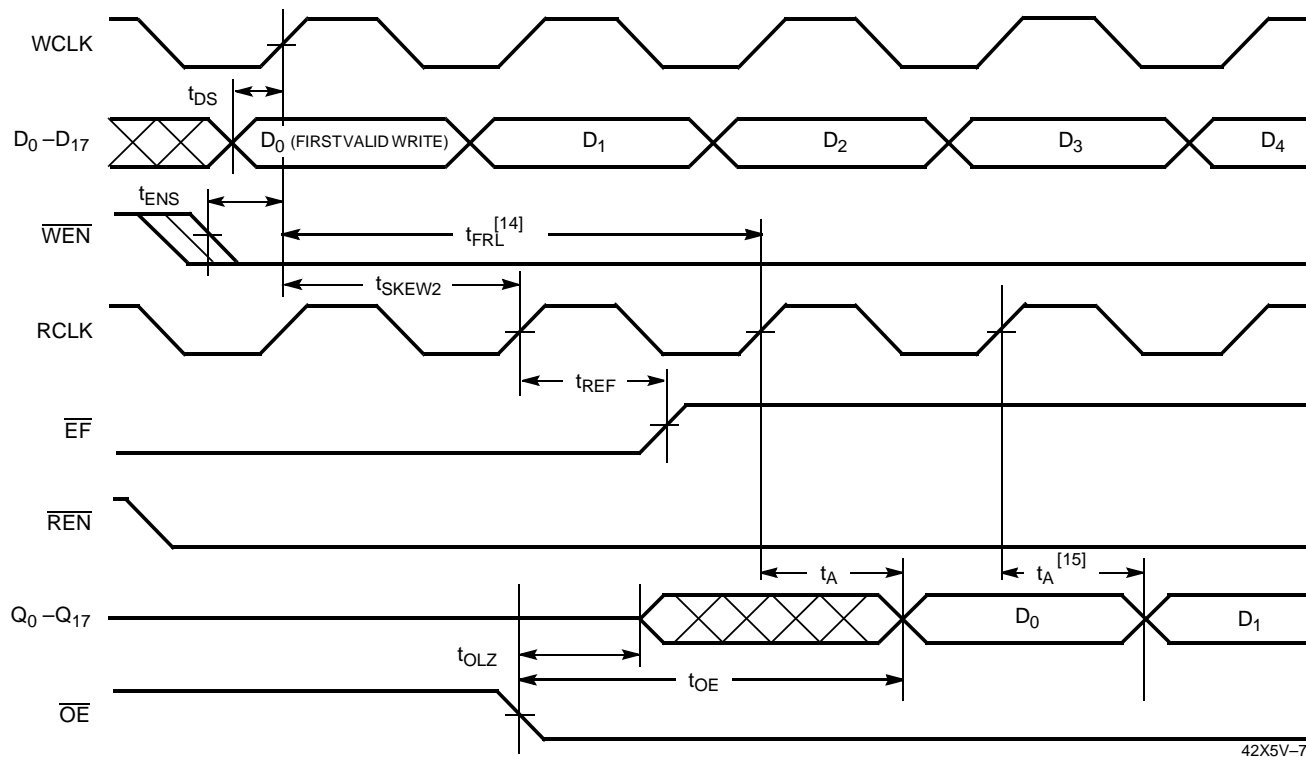 WCLK
tDS
D0 –D17
D0 (FIRST VALID WRITE)
D1
D2
D3
D4
tENS
WEN
tFRL[14]
tSKEW2
RCLK
tREF
EF
REN
tA
tA[15]
Q0 –Q17
D0
D1
tOLZ
tOE
OE
42X5V–7